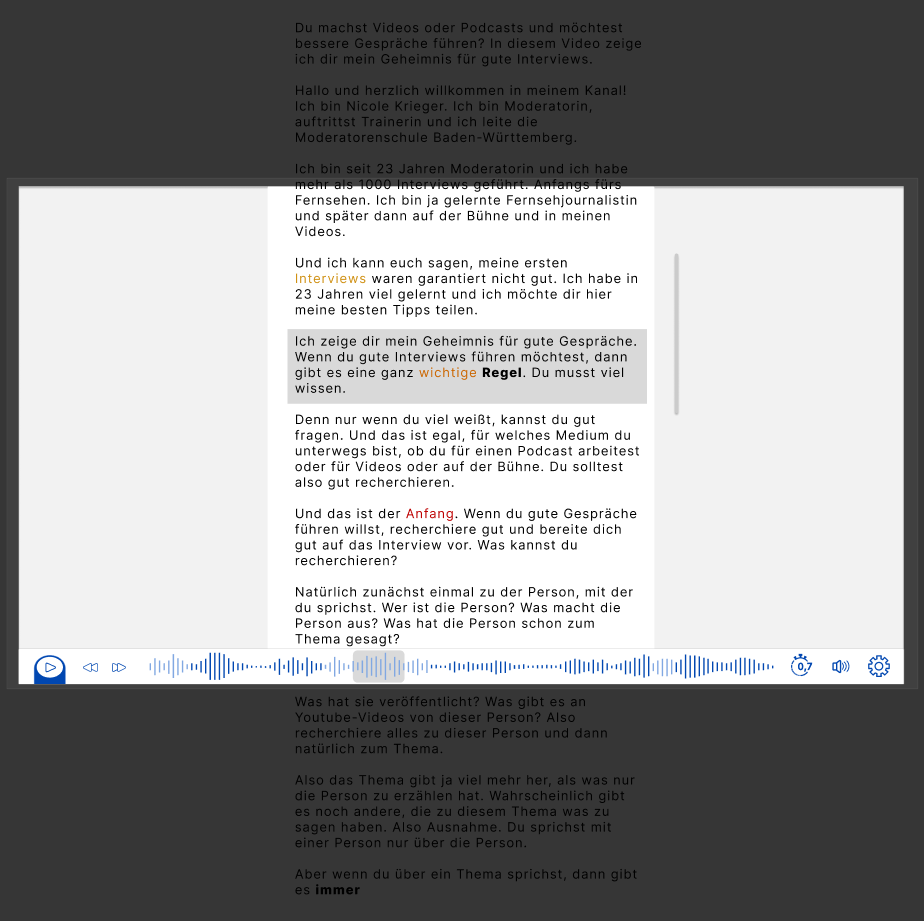 Du machst Videos oder Podcasts und möchtest
bessere Gespräche führen? In diesem Video zeige
ich dir mein Geheimnis für gute Interviews.
Hallo und herzlich willkommen in meinem Kanal!
Ich bin Nicole Krieger. Ich bin Moderatorin,
auftrittst Trainerin und ich leite die
Moderatorenschule Baden-Württemberg.
Ich bin seit 23 Jahren Moderatorin und ich habe
mehr als 1000 Interviews geführt. Anfangs fürs
Fernsehen. Ich bin ja gelernte Fernsehjournalistin
und später dann auf der Bühne und in meinen
Videos.
Und ich kann euch sagen, meine ersten
Interviews waren garantiert nicht gut. Ich habe in
23 Jahren viel gelernt und ich möchte dir hier
meine besten Tipps teilen.
Ich zeige dir mein Geheimnis für gute Gespräche.
Wenn du gute Interviews führen möchtest, dann
gibt es eine ganz wichtige Regel. Du musst viel
wissen.
Denn nur wenn du viel weißt, kannst du gut
fragen. Und das ist egal, für welches Medium du
unterwegs bist, ob du für einen Podcast arbeitest
oder für Videos oder auf der Bühne. Du solltest
also gut recherchieren.
Und das ist der Anfang. Wenn du gute Gespräche
führen willst, recherchiere gut und bereite dich
gut auf das Interview vor. Was kannst du
recherchieren?
Natürlich zunächst einmal zu der Person, mit der
du sprichst. Wer ist die Person? Was macht die
Person aus? Was hat die Person schon zum
Thema gesagt?
0,7
Was hat sie veröffentlicht? Was gibt es an
Youtube-Videos von dieser Person? Also
recherchiere alles zu dieser Person und dann
natürlich zum Thema.
Also das Thema gibt ja viel mehr her, als was nur
die Person zu erzählen hat. Wahrscheinlich gibt
es noch andere, die zu diesem Thema was zu
sagen haben. Also Ausnahme. Du sprichst mit
einer Person nur über die Person.
Aber wenn du über ein Thema sprichst, dann gibt
es immer